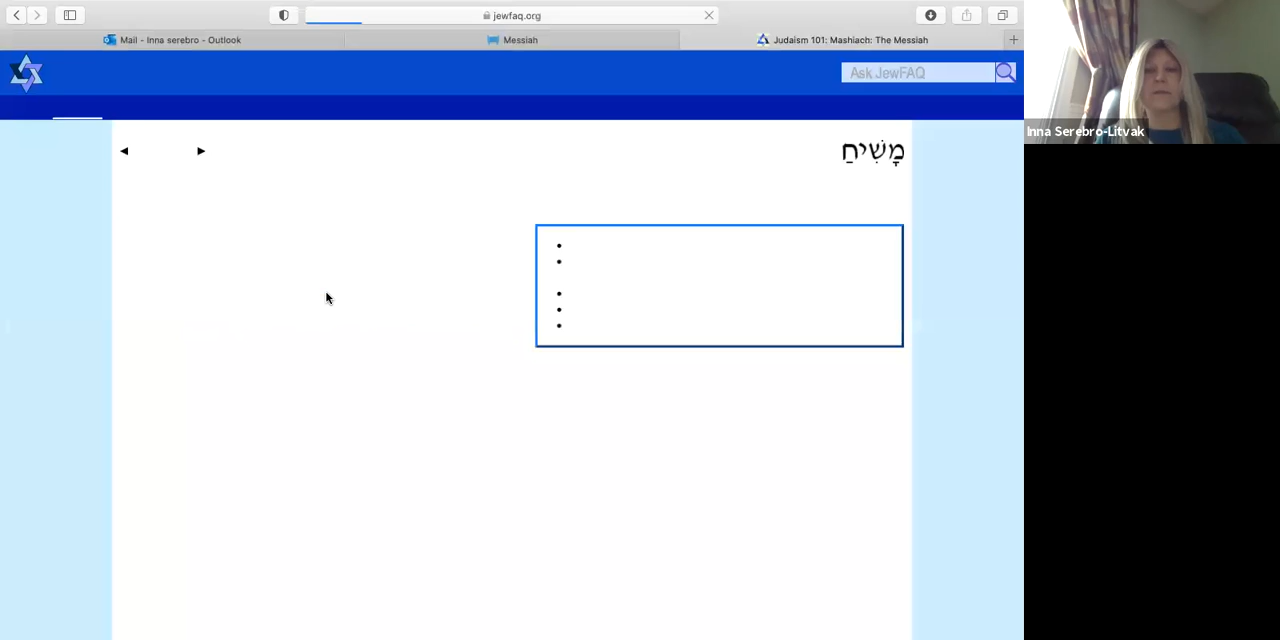 jewfaq.org
Mail - Inna serebro - Outlook
Messiah
Judaism 101: Mashiach: The Messiah
Ask JewFAQ
מָשִׁיחַ
Inna Serebro-Litvak